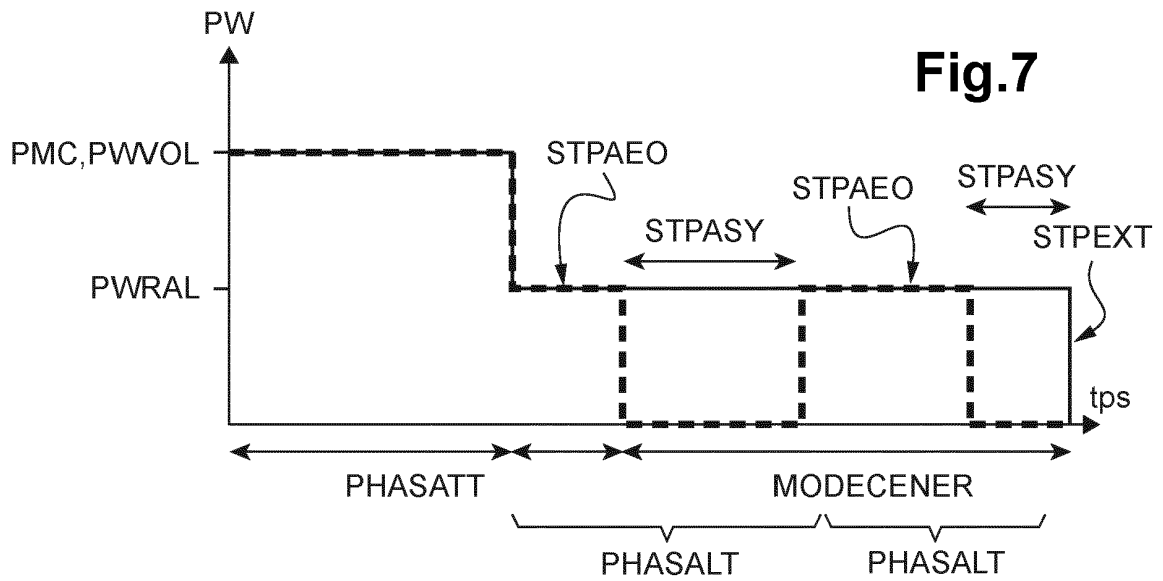 PW
Fig.7
PMC,PWVOL
STPAEO
STPAEO
STPASY
STPASY
STPEXT
PWRAL
tps
PHASATT
MODECENER
PHASALT
PHASALT